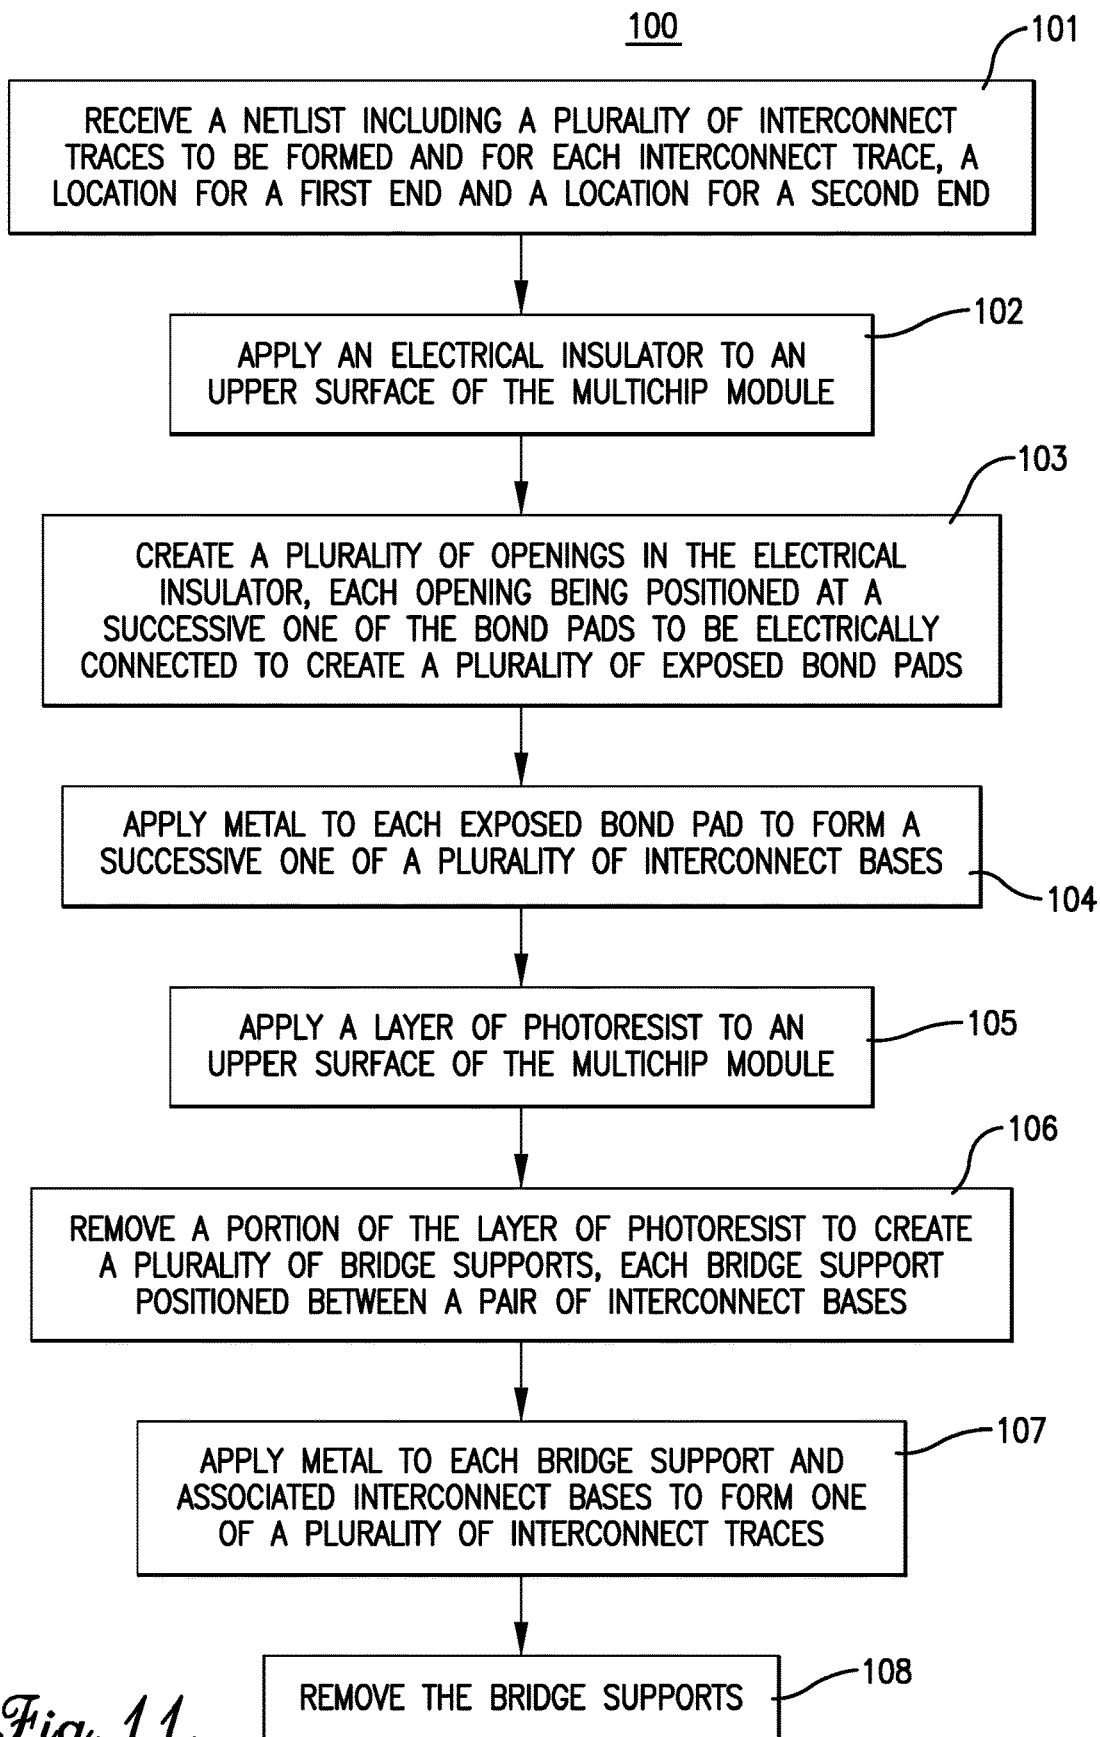 100
101
RECEIVE A NETLIST INCLUDING A PLURALITY OF INTERCONNECT
TRACES TO BE FORMED AND FOR EACH INTERCONNECT TRACE, A
LOCATION FOR A FIRST END AND A LOCATION FOR A SECOND END
102
APPLY AN ELECTRICAL INSULATOR TO AN
UPPER SURFACE OF THE MULTICHIP MODULE
103
CREATE A PLURALITY OF OPENINGS IN THE ELECTRICAL
INSULATOR, EACH OPENING BEING POSITIONED AT A
SUCCESSIVE ONE OF THE BOND PADS TO BE ELECTRICALLY
CONNECTED TO CREATE A PLURALITY OF EXPOSED BOND PADS
APPLY METAL TO EACH EXPOSED BOND PAD TO FORM A
SUCCESSIVE ONE OF A PLURALITY OF INTERCONNECT BASES
104
APPLY A LAYER OF PHOTORESIST TO AN
UPPER SURFACE OF THE MULTICHIP MODULE
105
106
REMOVE A PORTION OF THE LAYER OF PHOTORESIST TO CREATE
A PLURALITY OF BRIDGE SUPPORTS, EACH BRIDGE SUPPORT
POSITIONED BETWEEN A PAIR OF INTERCONNECT BASES
107
APPLY METAL TO EACH BRIDGE SUPPORT AND
ASSOCIATED INTERCONNECT BASES TO FORM ONE
OF A PLURALITY OF INTERCONNECT TRACES
108
REMOVE THE BRIDGE SUPPORTS
Fig. 11.